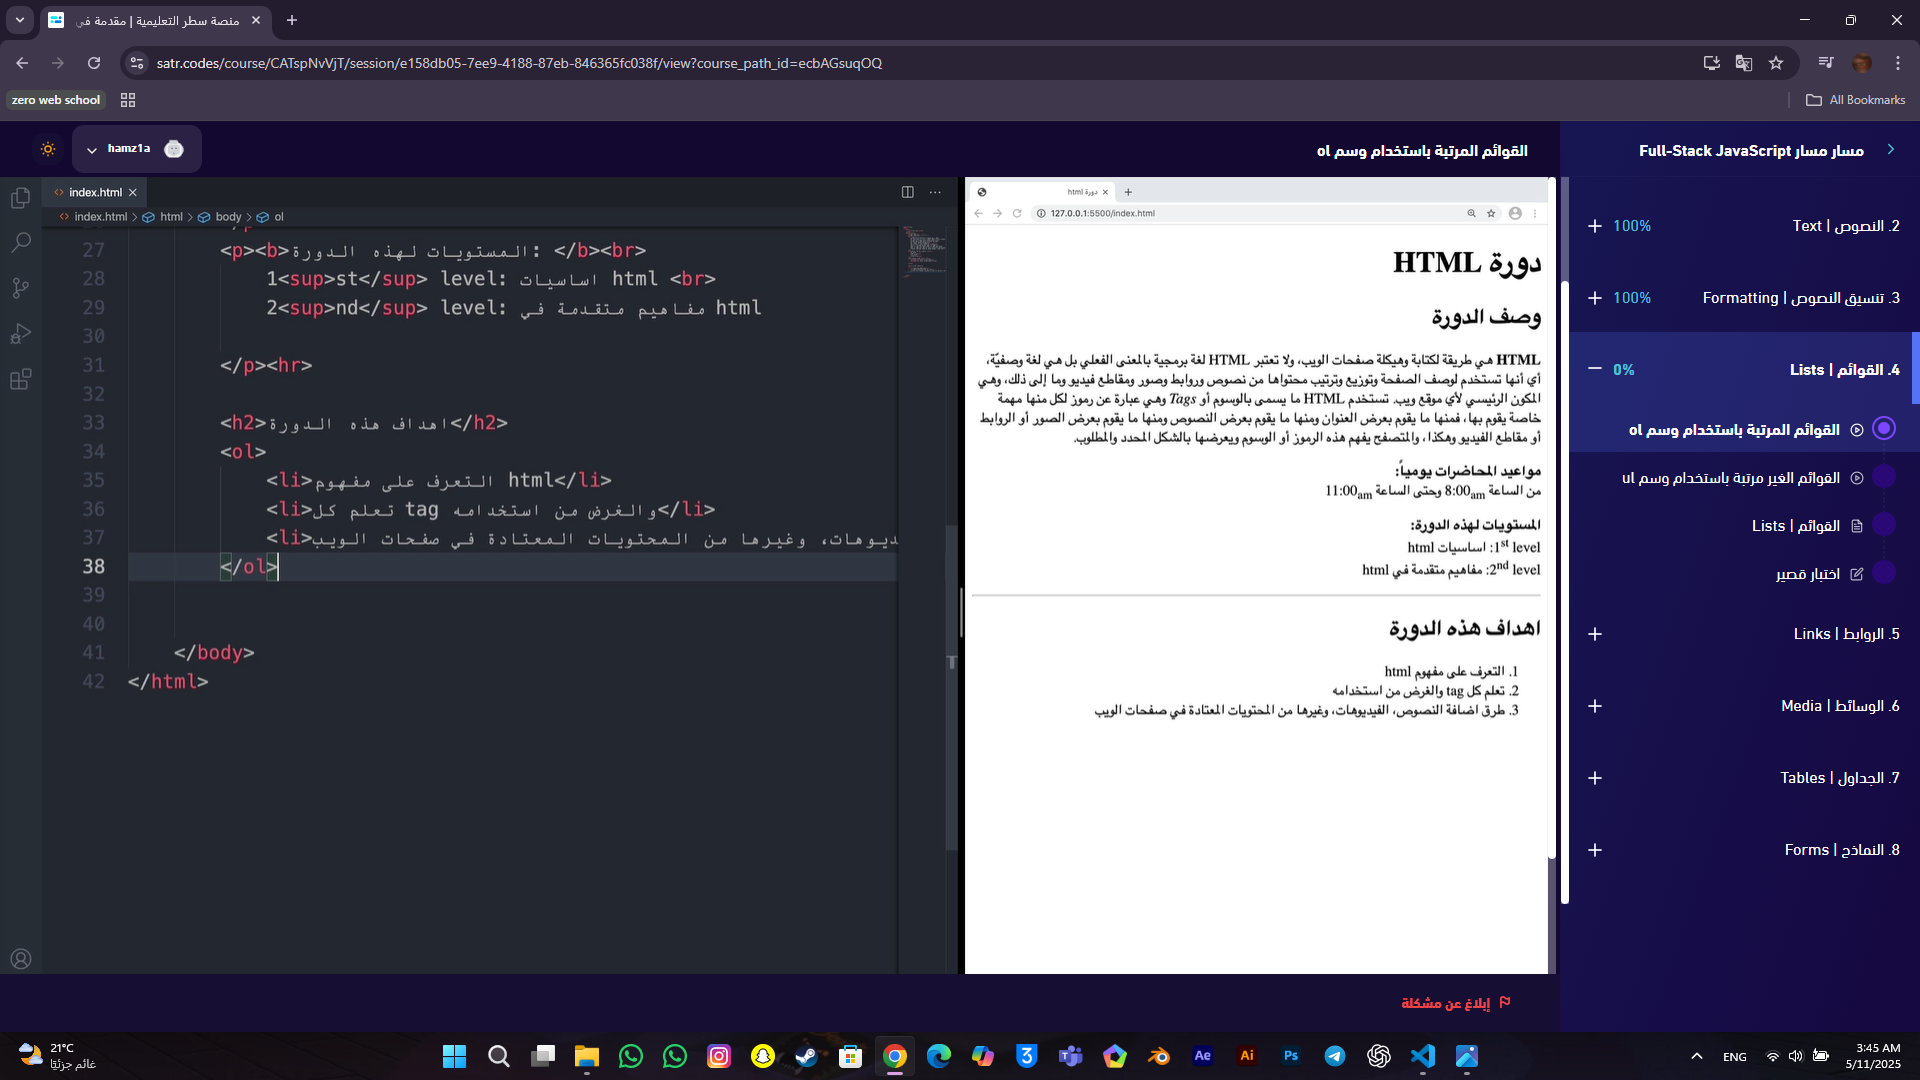 منصة سطر التعليمية | مقدمة في
satr.codes/course/CATspNvVjT/session/e158db05-7ee9-4188-87eb-846365fc038f/view?course_path_id=ecbAGsuqOQ
zero web school
All Bookmarks
hamz1a
القوائم المرتبة باستخدام وسم ol
مسار مسار Full-Stack JavaScript
index.html
index.html > html > body > ol
27 <p><b>المستويات لهذه الدورة: </b><br>
28 1<sup>st</sup> level: اساسيات html <br>
29 2<sup>nd</sup> level: مفاهيم متقدمة في html
30
31 </p><hr>
32
33 <h2>اهداف هذه الدورة</h2>
34 <ol>
35 <li>التعرف على مفهوم html</li>
36 <li>تعلم كل tag والغرض من استخدامه</li>
37 <li>ديوهات، وغيرها من المحتويات المعتادة في صفحات الويب
38 </ol>
39
40
41 </body>
42 </html>
دورة html
127.0.0.1:5500/index.html
دورة HTML
وصف الدورة
HTML هي طريقة لكتابة وهيكلة صفحات الويب، ولا تعتبر HTML لغة برمجية بالمعنى الفعلي بل هي لغة وصفيّة،
أي أنها تستخدم لوصف الصفحة وتوزيع وترتيب محتواها من نصوص وروابط وصور ومقاطع فيديو وما إلى ذلك، وهي
المكون الرئيسي لأي موقع ويب. تستخدم HTML ما يسمى بالوسوم أو Tags وهي عبارة عن رموز لكل منها مهمة
خاصة يقوم بها، فمنها ما يقوم بعرض العنوان ومنها ما يقوم بعرض النصوص ومنها ما يقوم بعرض الصور أو الروابط
أو مقاطع الفيديو وهكذا، والمتصفح يفهم هذه الرموز أو الوسوم ويعرضها بالشكل المحدد والمطلوب.
مواعيد المحاضرات يومياً:
من الساعة 8:00am وحتى الساعة 11:00am
المستويات لهذه الدورة:
1st level: اساسيات html
2nd level: مفاهيم متقدمة في html
اهداف هذه الدورة
1. التعرف على مفهوم html
2. تعلم كل tag والغرض من استخدامه
3. طرق اضافة النصوص، الفيديوهات، وغيرها من المحتويات المعتادة في صفحات الويب
2. النصوص | Text 100%
3. تنسيق النصوص | Formatting 100%
4. القوائم | Lists 0%
القوائم المرتبة باستخدام وسم ol
القوائم الغير مرتبة باستخدام وسم ul
القوائم | Lists
اختبار قصير
5. الروابط | Links
6. الوسائط | Media
7. الجداول | Tables
8. النماذج | Forms
إبلاغ عن مشكلة
21°C
غائم جزئيًا
ENG
3:45 AM
5/11/2025